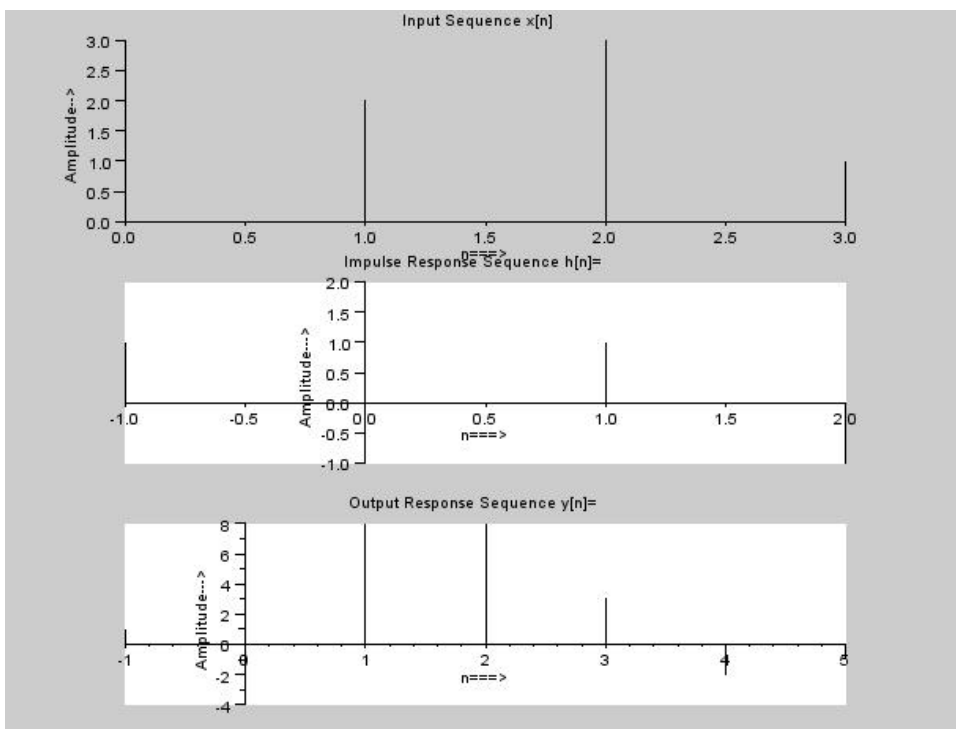 Input Sequence x[n]
3.0
2.5
2.0
1.5
1.0
0.5
0.0
Amplitude-->
0.0 0.5 1.0 1.5 2.0 2.5 3.0
n===>
Impulse Response Sequence h[n]=
2.0
1.5
1.0
0.5
0.0
-0.5
-1.0
Amplitude--->
-1.0 -0.5 0.0 0.5 1.0 1.5 2.0
n===>
Output Response Sequence y[n]=
8
6
4
2
0
-2
-4
Amplitude--->
-1 0 1 2 3 4 5
n===>